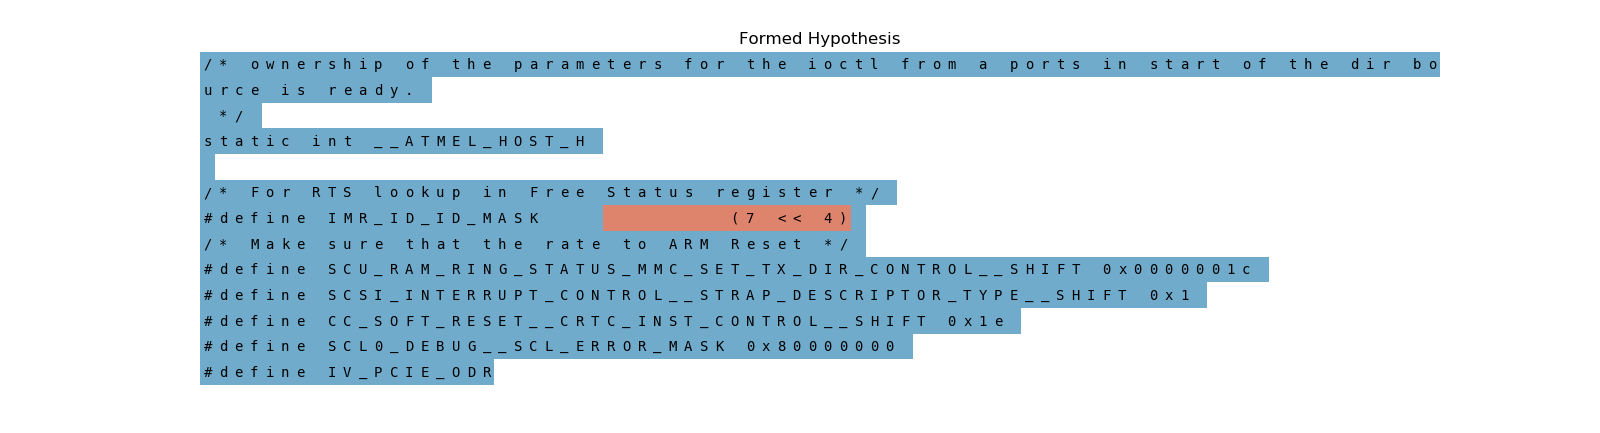 Formed Hypothesis
/* ownership of the parameters for the ioctl from a ports in start of the dir bo
urce is ready.
 */
static int __ATMEL_HOST_H
/* For RTS lookup in Free Status register */
#define IMR_ID_ID_MASK            (7 << 4)
/* Make sure that the rate to ARM Reset */
#define SCU_RAM_RING_STATUS_MMC_SET_TX_DIR_CONTROL__SHIFT 0x0000001c
#define SCSI_INTERRUPT_CONTROL__STRAP_DESCRIPTOR_TYPE__SHIFT 0x1
#define CC_SOFT_RESET__CRTC_INST_CONTROL__SHIFT 0x1e
#define SCL0_DEBUG__SCL_ERROR_MASK 0x80000000
#define IV_PCIE_ODR